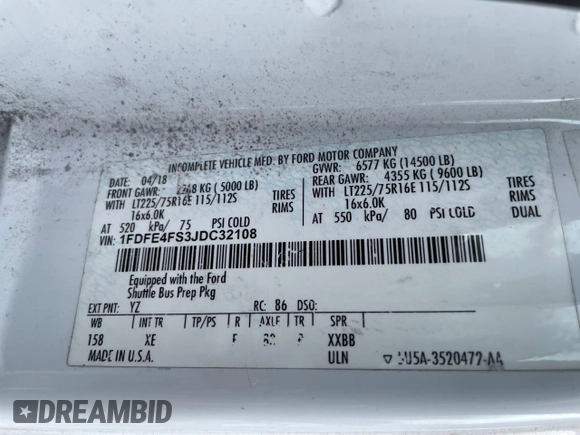 INCOMPLETE VEHICLE MFD. BY FORD MOTOR COMPANY
DATE: 04/18 GVWR: 6577 KG (14500 LB)
FRONT GAWR: KG ( 5000 LB) REAR GAWR: 4355 KG ( 9600 LB)
WITH LT225/75R16E 115/112S TIRES WITH LT225/75R16E 115/112S TIRES
16x6.0K RIMS 16x6.0K RIMS
AT 520 kPa/ 75 PSI COLD AT 550 kPa/ 80 PSI COLD DUAL
VIN: 1FDFE4FS3JDC32108
Equipped with the Ford
Shuttle Bus Prep Pkg
EXT PNT: YZ RC: 86 DSO:
WB INT TR TP/PS R AXLE TR SPR
158 XE XXBB
MADE IN U.S.A. ULN U5A-3520472-AA
DREAMBID